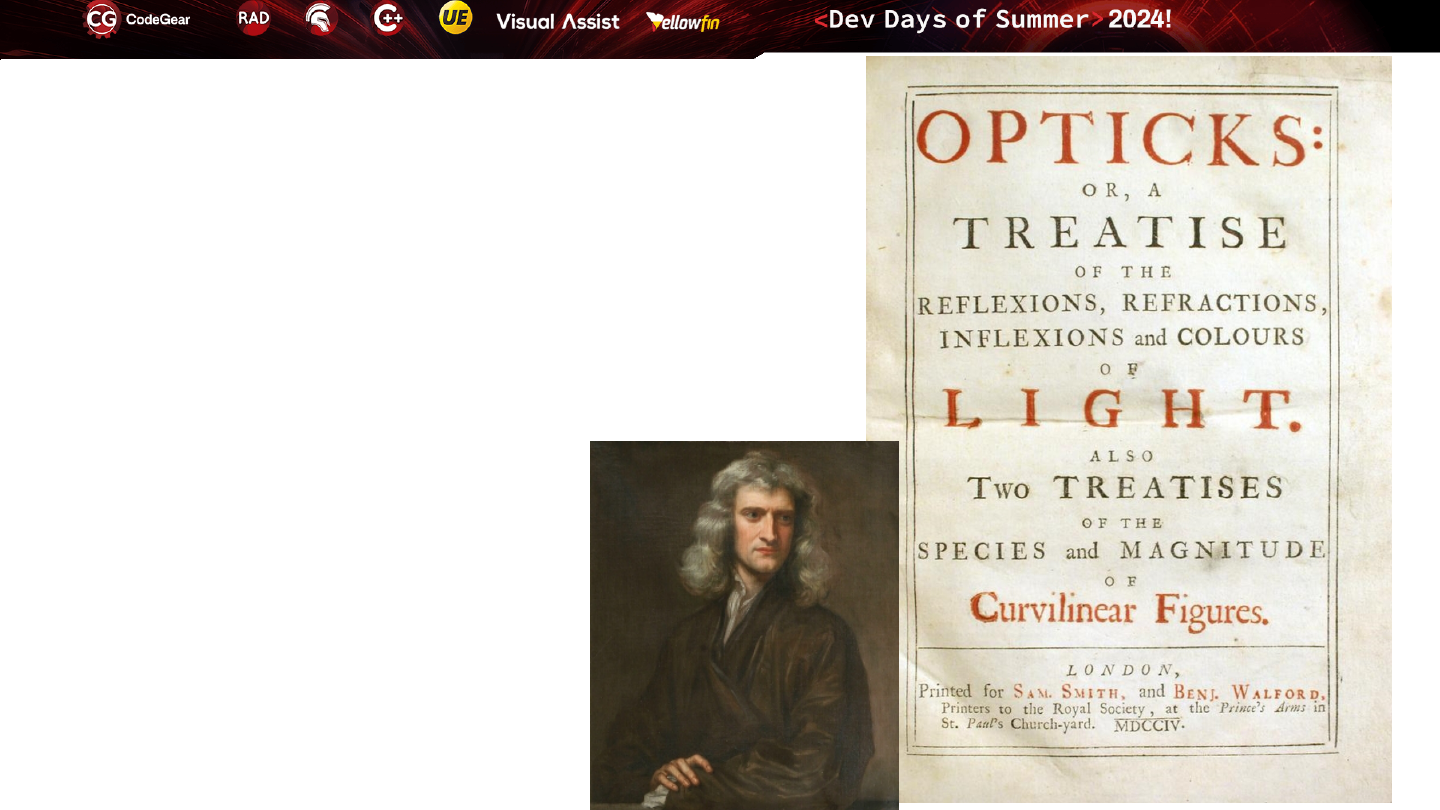 CG CodeGear RAD C++ UE Visual Assist Yellowfin <Dev Days of Summer> 2024!
OPTICKS:
OR, A
TREATISE
OF THE
REFLEXIONS, REFRACTIONS,
INFLEXIONS and COLOURS
OF
LIGHT.
ALSO
Two TREATISES
OF THE
SPECIES and MAGNITUDE
OF
Curvilinear Figures.
LONDON,
Printed for SAM. SMITH, and BENJ. WALFORD,
Printers to the Royal Society, at the Prince's Arms in
St. Paul's Church-yard. MDCCIV.